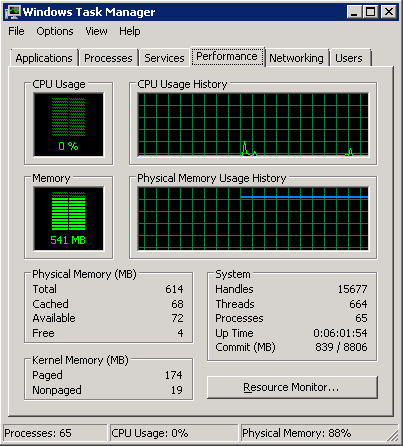 Windows Task Manager
File Options View Help
Applications Processes Services Performance Networking Users
CPU Usage CPU Usage History
0 %
Memory Physical Memory Usage History
541 MB
Physical Memory (MB)
Total 614
Cached 68
Available 72
Free 4
System
Handles 15677
Threads 664
Processes 65
Up Time 0:06:01:54
Commit (MB) 839 / 8806
Kernel Memory (MB)
Paged 174
Nonpaged 19
Resource Monitor...
Processes: 65 CPU Usage: 0% Physical Memory: 88%